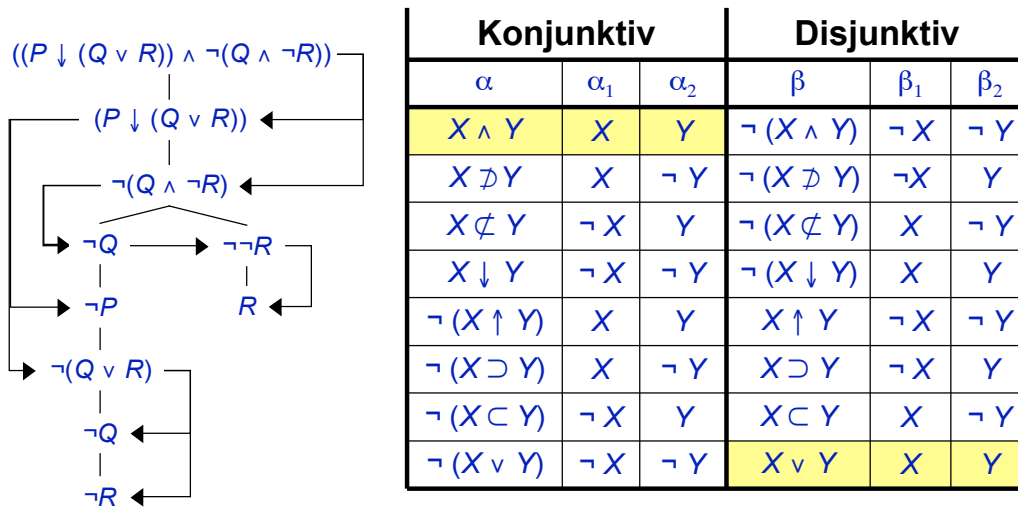 ((P ↓ (Q ∨ R)) ∧ ¬(Q ∧ ¬R))
(P ↓ (Q ∨ R))
¬(Q ∧ ¬R)
¬Q ¬¬R
¬P R
¬(Q ∨ R)
¬Q
¬R
Konjunktiv Disjunktiv
α α₁ α₂ β β₁ β₂
X ∧ Y X Y ¬ (X ∧ Y) ¬ X ¬ Y
X ⊅ Y X ¬ Y ¬ (X ⊅ Y) ¬X Y
X ⊄ Y ¬ X Y ¬ (X ⊄ Y) X ¬ Y
X ↓ Y ¬ X ¬ Y ¬ (X ↓ Y) X Y
¬ (X ↑ Y) X Y X ↑ Y ¬ X ¬ Y
¬ (X ⊃ Y) X ¬ Y X ⊃ Y ¬ X Y
¬ (X ⊂ Y) ¬ X Y X ⊂ Y X ¬ Y
¬ (X ∨ Y) ¬ X ¬ Y X ∨ Y X Y